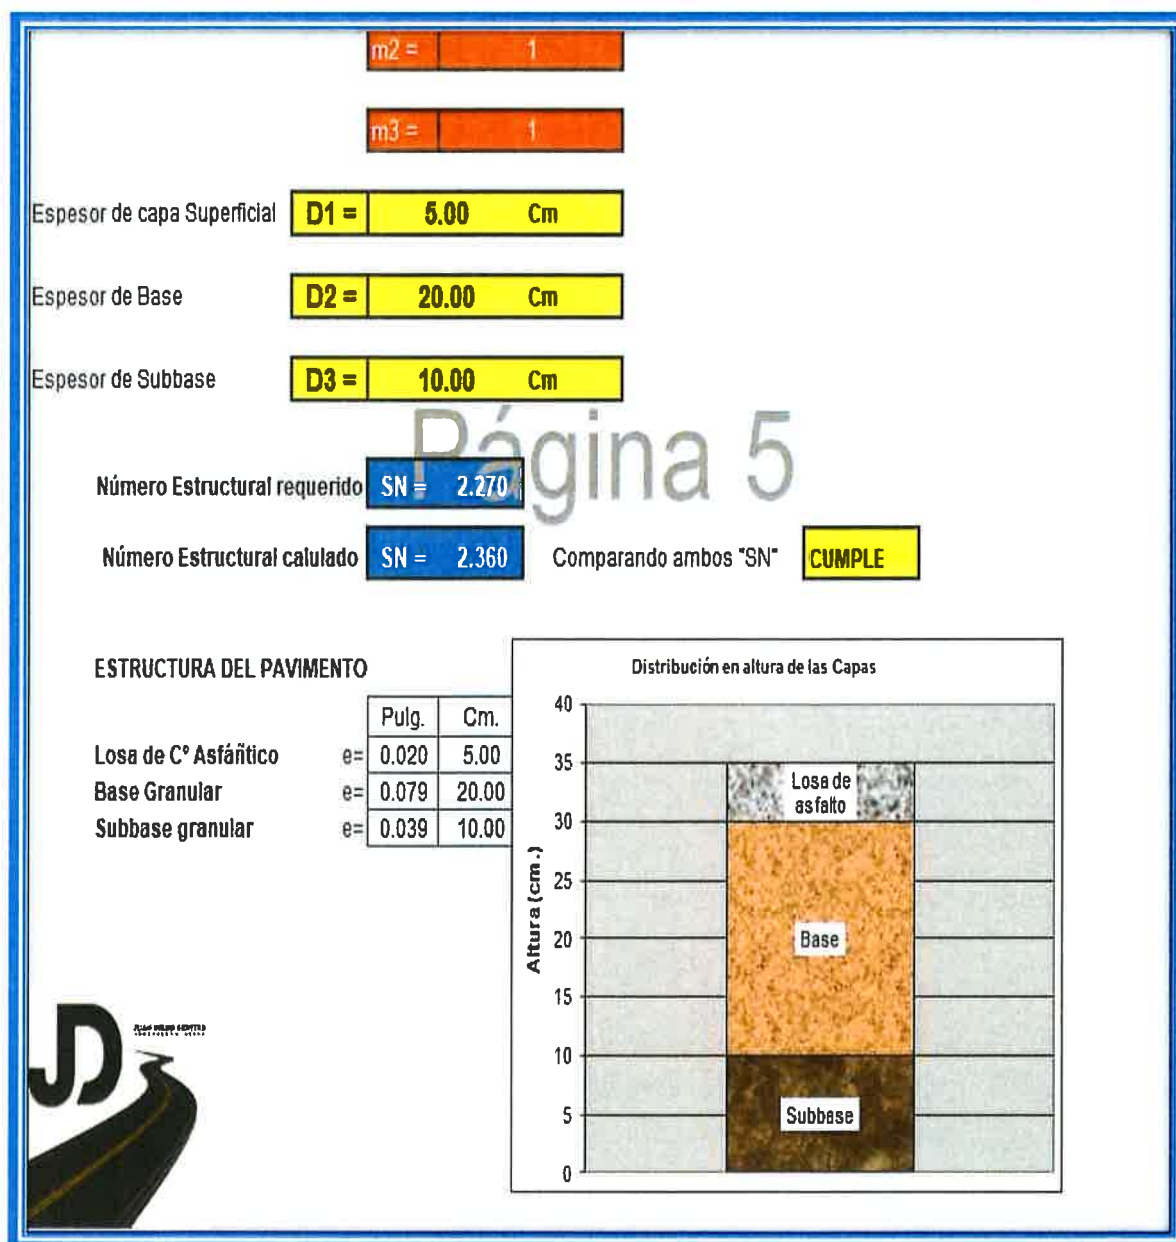 m2 = 1
m3 = 1
Espesor de capa Superficial D1 = 5.00 Cm
Espesor de Base D2 = 20.00 Cm
Espesor de Subbase D3 = 10.00 Cm
Página 5
Número Estructural requerido SN = 2.270
Número Estructural calulado SN = 2.360 Comparando ambos "SN" CUMPLE
ESTRUCTURA DEL PAVIMENTO
Pulg. Cm.
Losa de Cº Asfáñtico e= 0.020 5.00
Base Granular e= 0.079 20.00
Subbase granular e= 0.039 10.00
Distribución en altura de las Capas
Altura (cm.)
40
35
30
25
20
15
10
5
0
Losa de
asfalto
Base
Subbase
JD